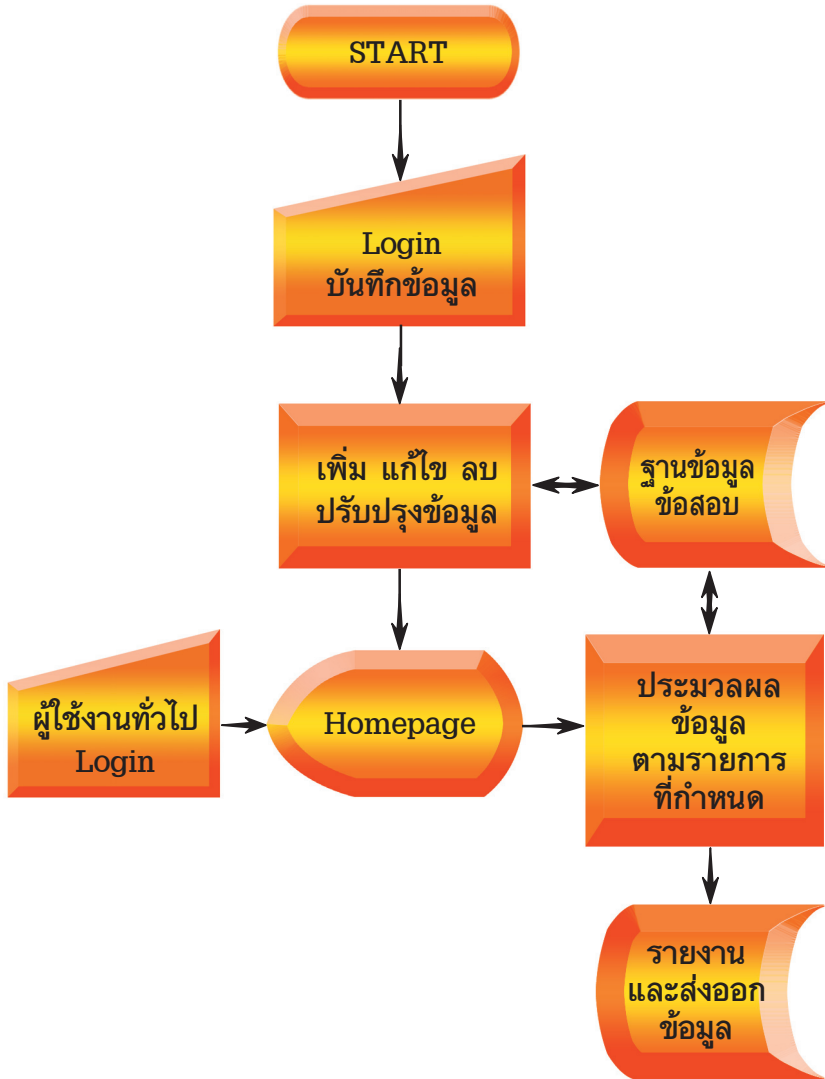 START
Login
บันทึกข้อมูล
เพิ่ม แก้ไข ลบ
ปรับปรุงข้อมูล
ฐานข้อมูล
ข้อสอบ
ผู้ใช้งานทั่วไป
Login
Homepage
ประมวลผล
ข้อมูล
ตามรายการ
ที่กำหนด
รายงาน
และส่งออก
ข้อมูล